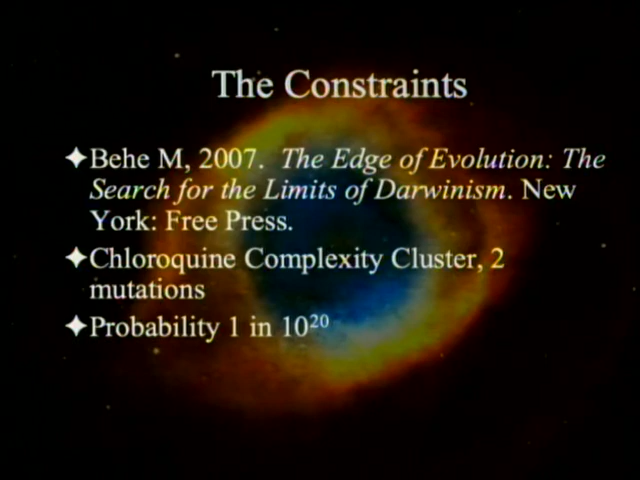 The Constraints
✦Behe M, 2007. The Edge of Evolution: The
Search for the Limits of Darwinism. New
York: Free Press.
✦Chloroquine Complexity Cluster, 2
mutations
✦Probability 1 in 10²⁰